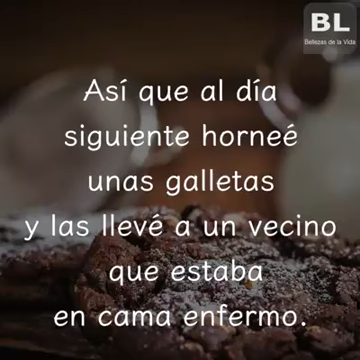 BL
Bellezas de la Vida
Así que al día
siguiente horneé
unas galletas
y las llevé a un vecino
que estaba
en cama enfermo.